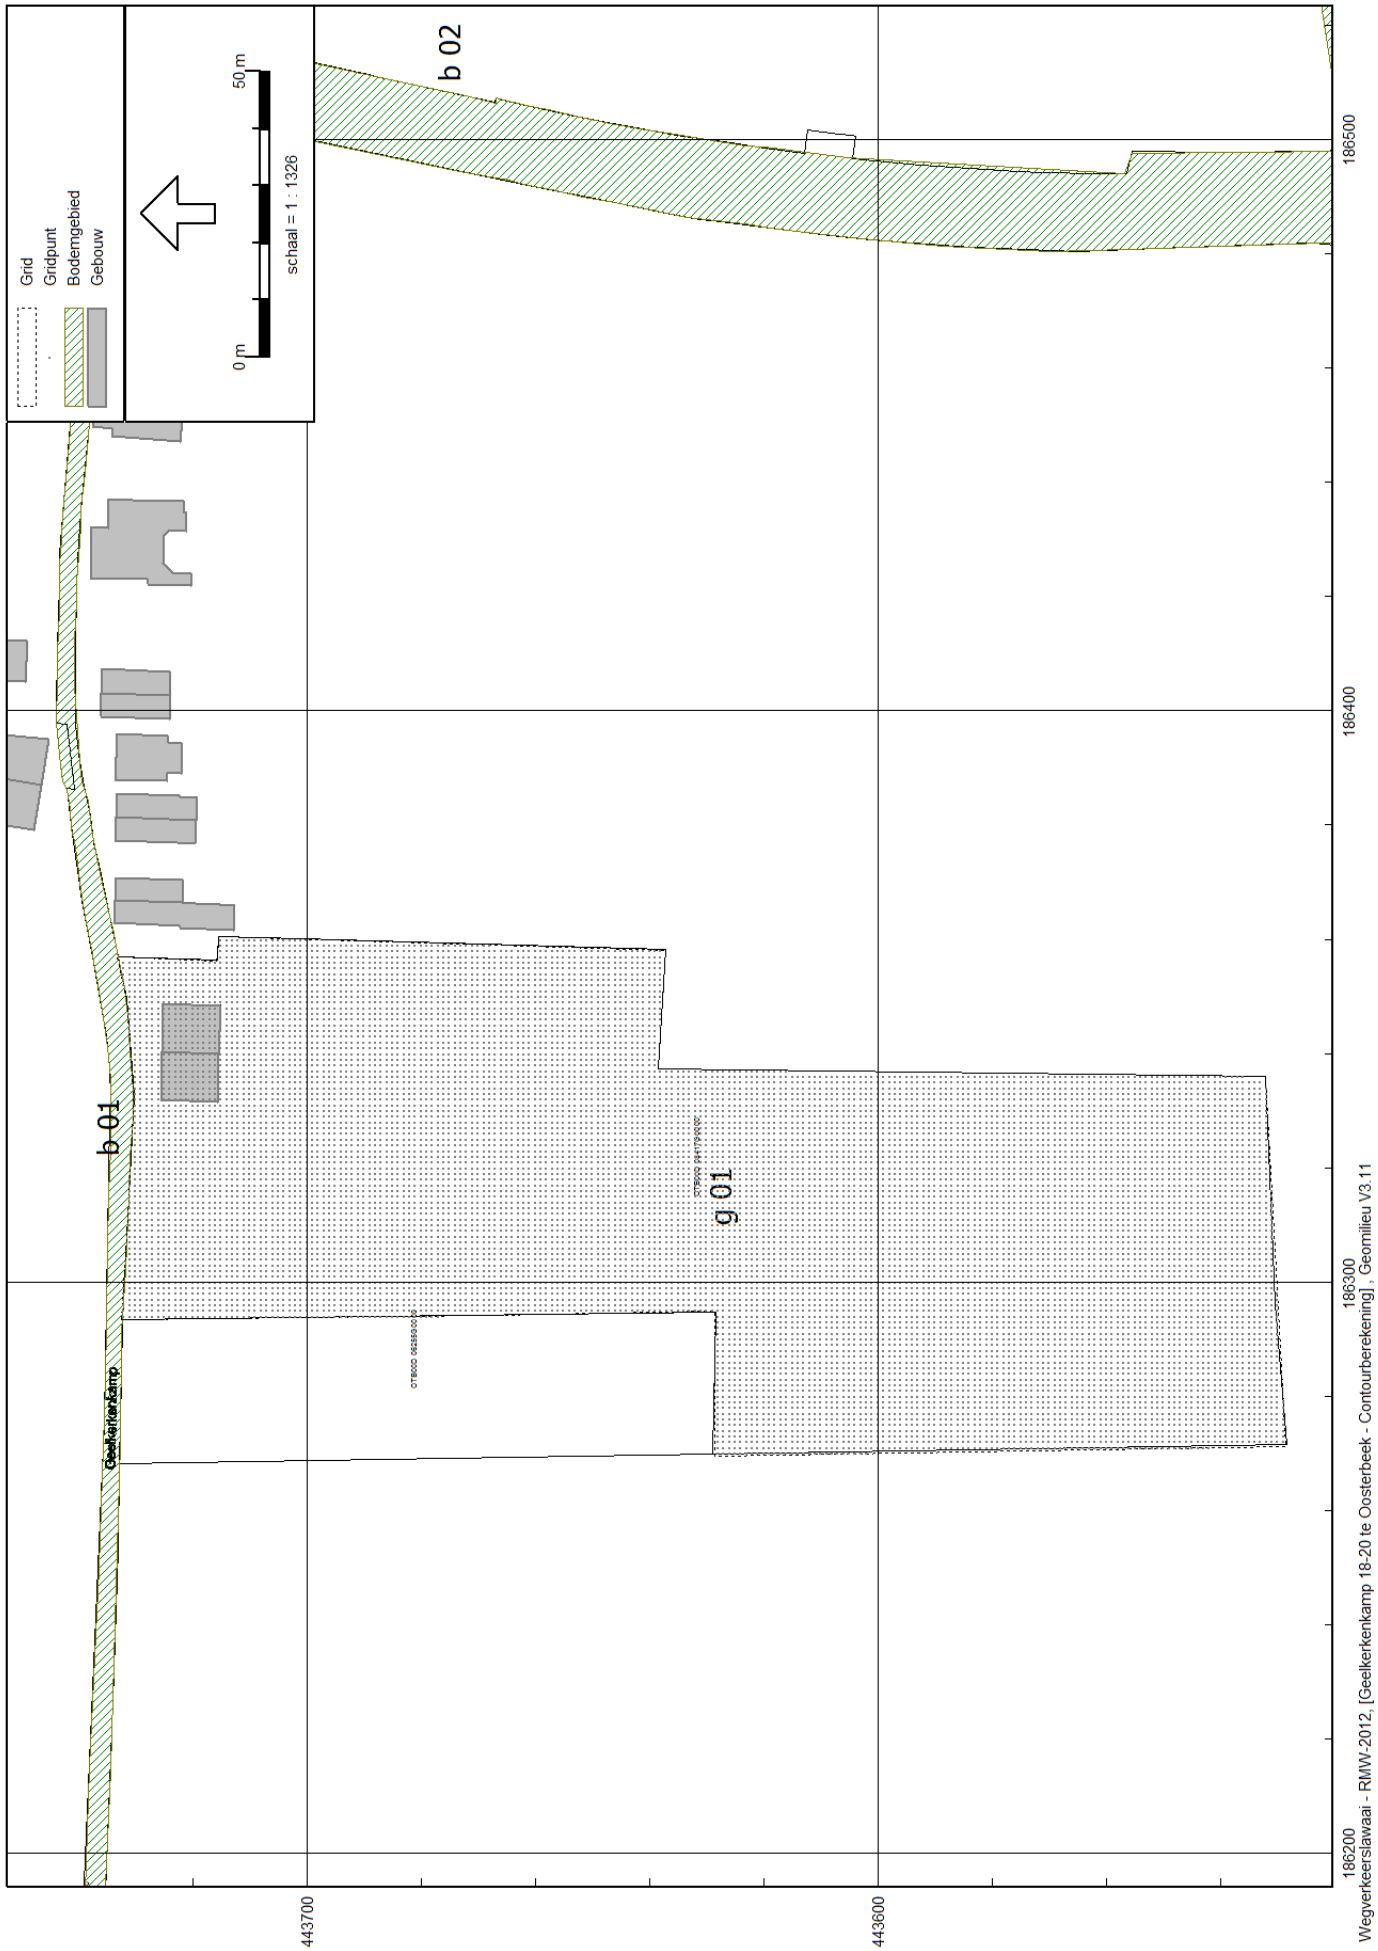 Grid
Gridpunt
Bodemgebied
Gebouw
0 m
50 m
schaal = 1 : 1326
b 02
b 01
g 01
Geelkerkenkamp
443700
443600
186200
186300
186400
186500
Wegverkeerslawaai - RMW-2012, [Geelkerkenkamp 18-20 te Oosterbeek - Contourberekening] , Geomilieu V3.11